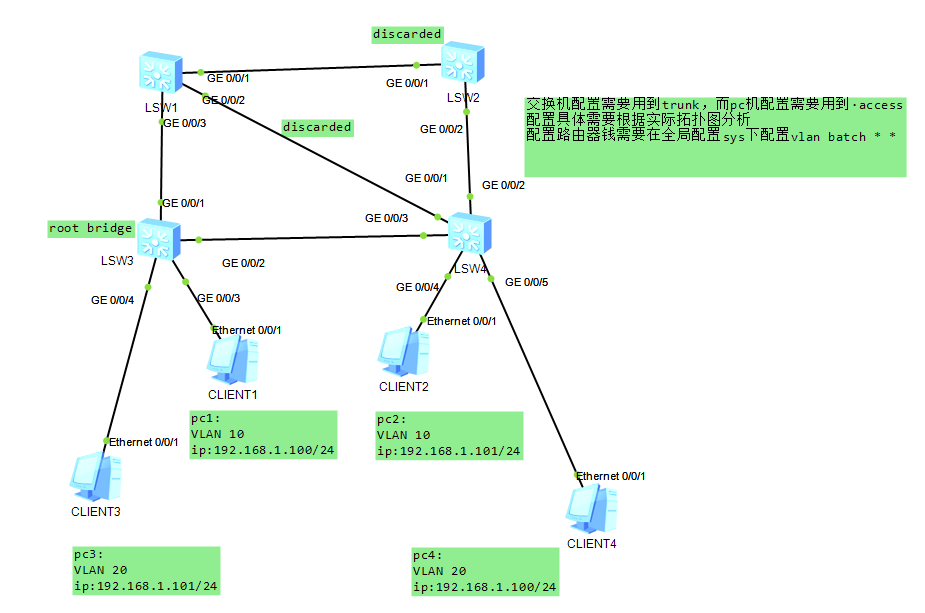 discarded
GE 0/0/1
GE 0/0/1
LSW1
GE 0/0/2
LSW2
交换机配置需要用到trunk，而pc机配置需要用到·access
配置具体需要根据实际拓扑图分析
配置路由器钱需要在全局配置sys下配置vlan batch * *
GE 0/0/3
discarded
GE 0/0/2
GE 0/0/1
GE 0/0/2
GE 0/0/1
GE 0/0/3
root bridge
LSW3
GE 0/0/2
LSW4
GE 0/0/4
GE 0/0/3
GE 0/0/4
GE 0/0/5
Ethernet 0/0/1
Ethernet 0/0/1
CLIENT1
CLIENT2
pc1:
VLAN 10
ip:192.168.1.100/24
pc2:
VLAN 10
ip:192.168.1.101/24
Ethernet 0/0/1
Ethernet 0/0/1
CLIENT3
CLIENT4
pc3:
VLAN 20
ip:192.168.1.101/24
pc4:
VLAN 20
ip:192.168.1.100/24